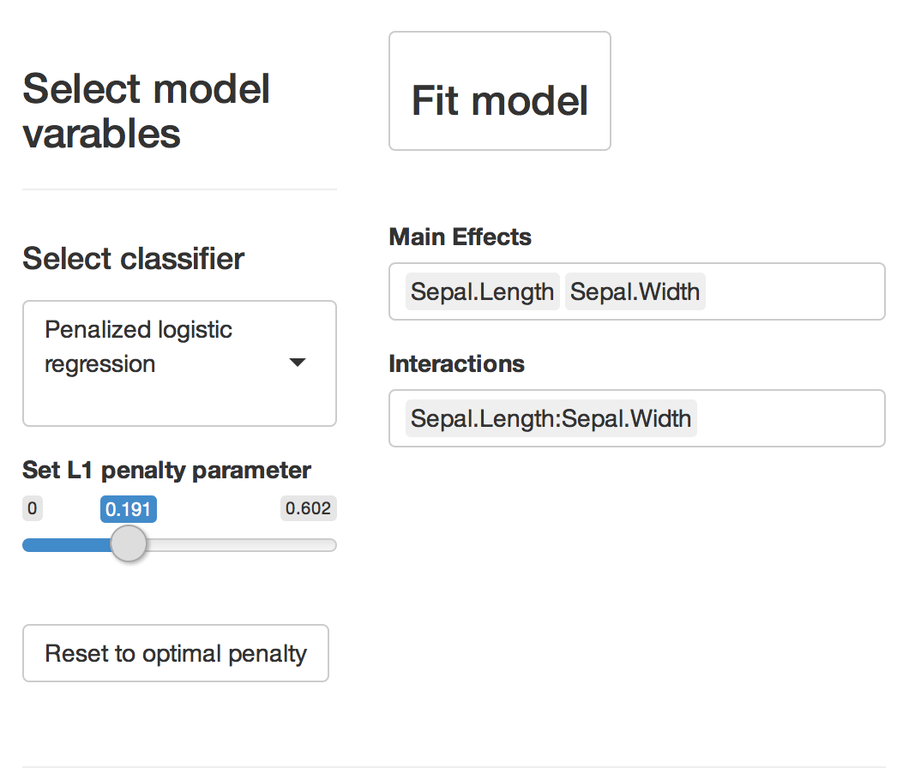 Select model
varables
Fit model
Select classifier
Penalized logistic
regression
Set L1 penalty parameter
0 0.191 0.602
Reset to optimal penalty
Main Effects
Sepal.Length Sepal.Width
Interactions
Sepal.Length:Sepal.Width